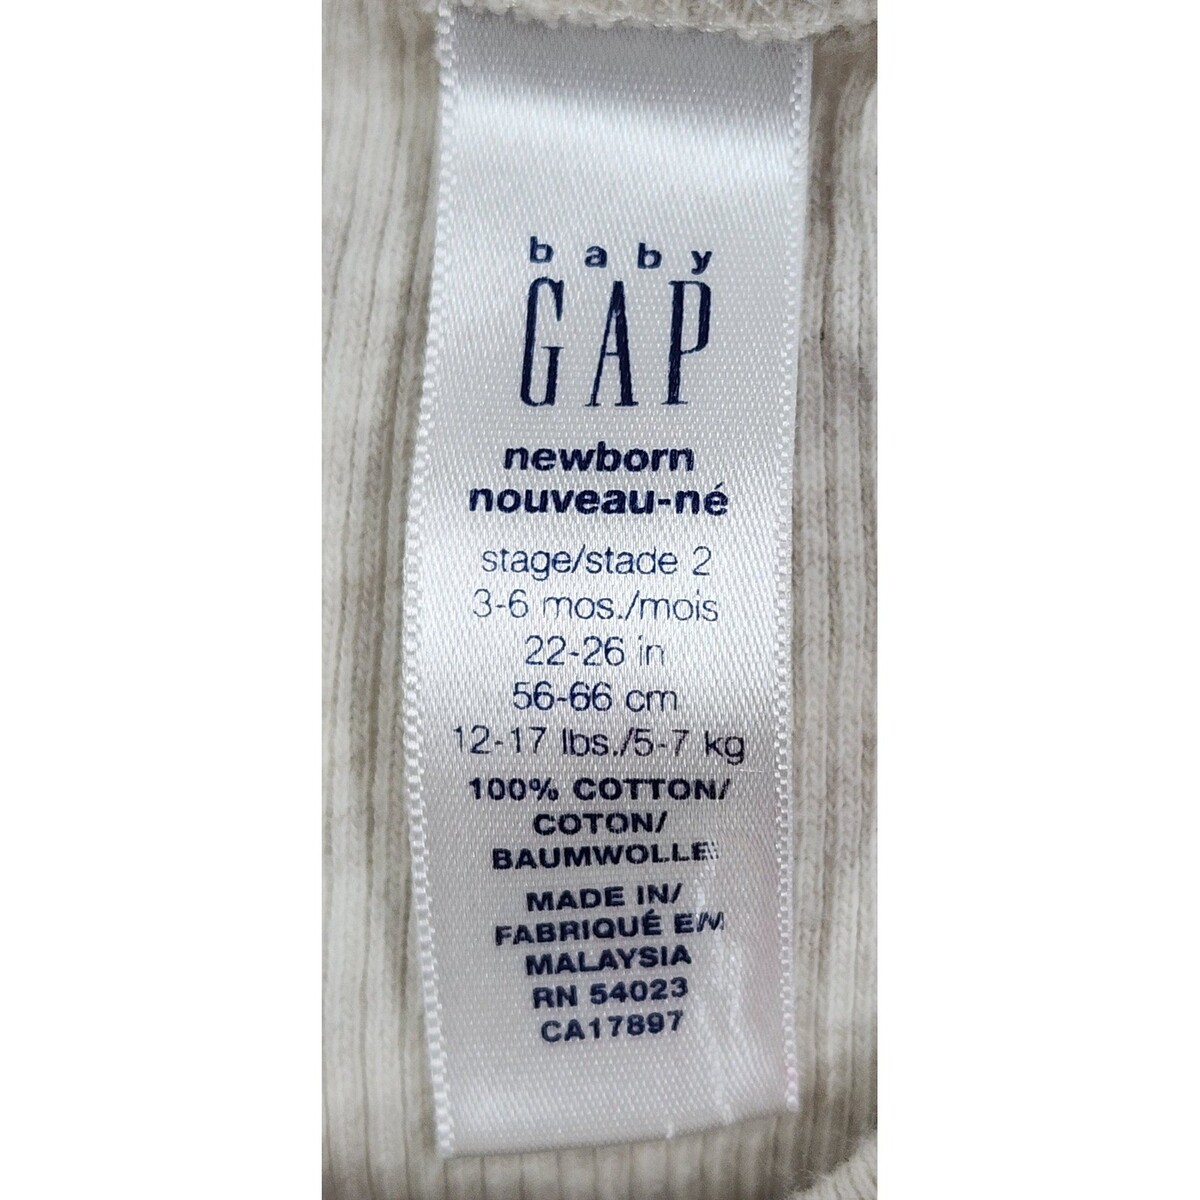 baby
GAP
newborn
nouveau-né
stage/stade 2
3-6 mos./mois
22-26 in
56-66 cm
12-17 lbs./5-7 kg
100% COTTON/
COTON/
BAUMWOLLE
MADE IN/
FABRIQUÉ EN
MALAYSIA
RN 54023
CA17897